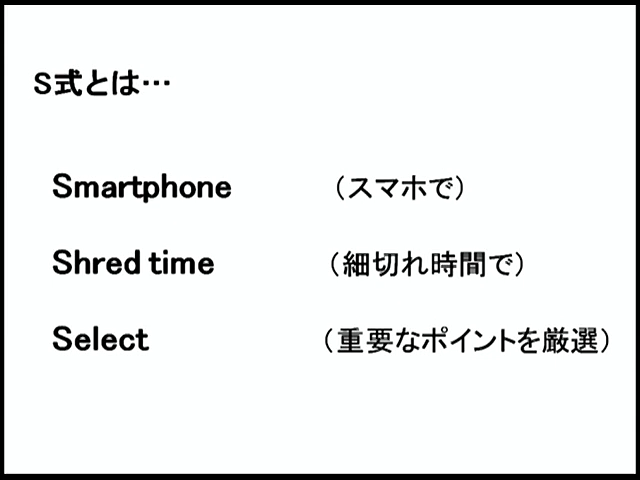 S式とは…
Smartphone （スマホで）
Shred time （細切れ時間で）
Select （重要なポイントを厳選）